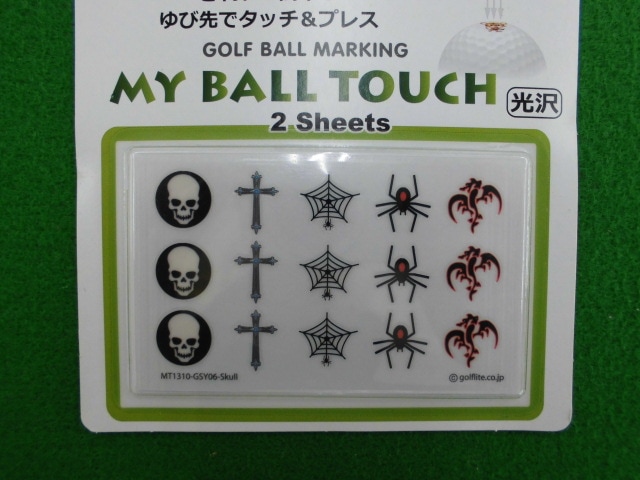 ゆび先でタッチ&プレス
GOLF BALL MARKING
MY BALL TOUCH 光沢
2 Sheets
MT1310-GSY06-Skull
©golflite.co.jp